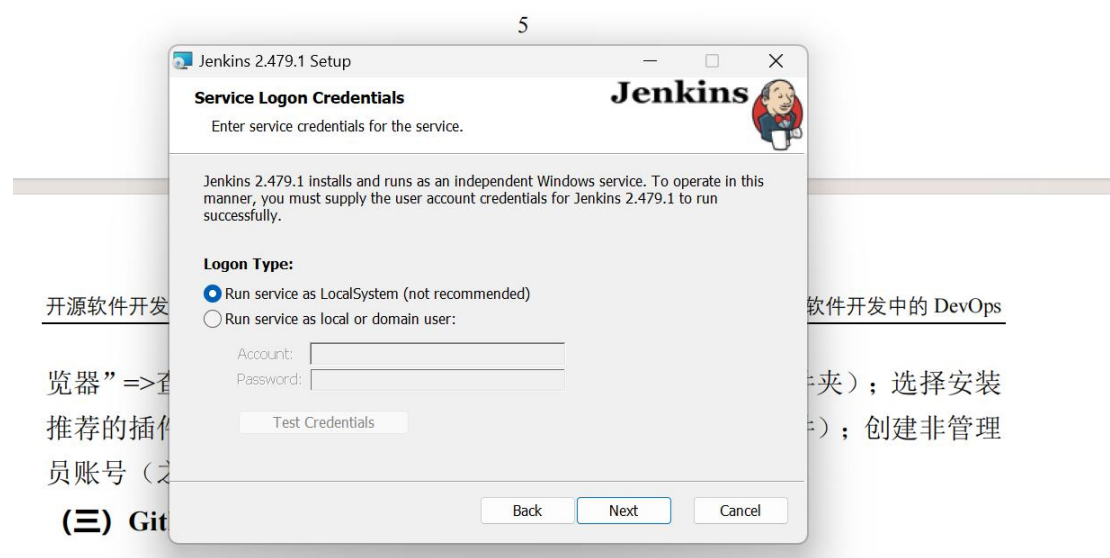 5
Jenkins 2.479.1 Setup
Service Logon Credentials
Jenkins
Enter service credentials for the service.
Jenkins 2.479.1 installs and runs as an independent Windows service. To operate in this
manner, you must supply the user account credentials for Jenkins 2.479.1 to run
successfully.
Logon Type:
Run service as LocalSystem (not recommended)
Run service as local or domain user:
Account:
Password:
Test Credentials
Back Next Cancel
开源软件开发 软件开发中的 DevOps
览器”=> 夹）；选择安装
推荐的插件 ）；创建非管理
员账号（
（三）Git